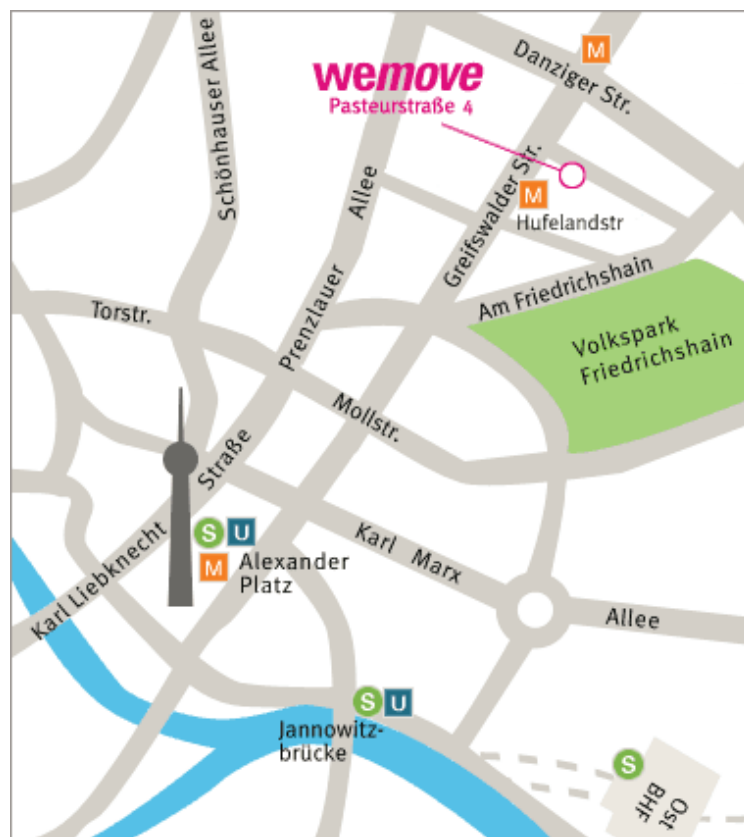 wemove
Pasteurstraße 4
Danziger Str.
M
Schönhauser Allee
Prenzlauer Allee
Greifswalder Str.
M
Hufelandstr
Am Friedrichshain
Volkspark
Friedrichshain
Torstr.
Mollstr.
Karl Liebknecht Straße
S U
M Alexander
Platz
Karl Marx Allee
S U
Jannowitz-
brücke
S
Ost
BHF